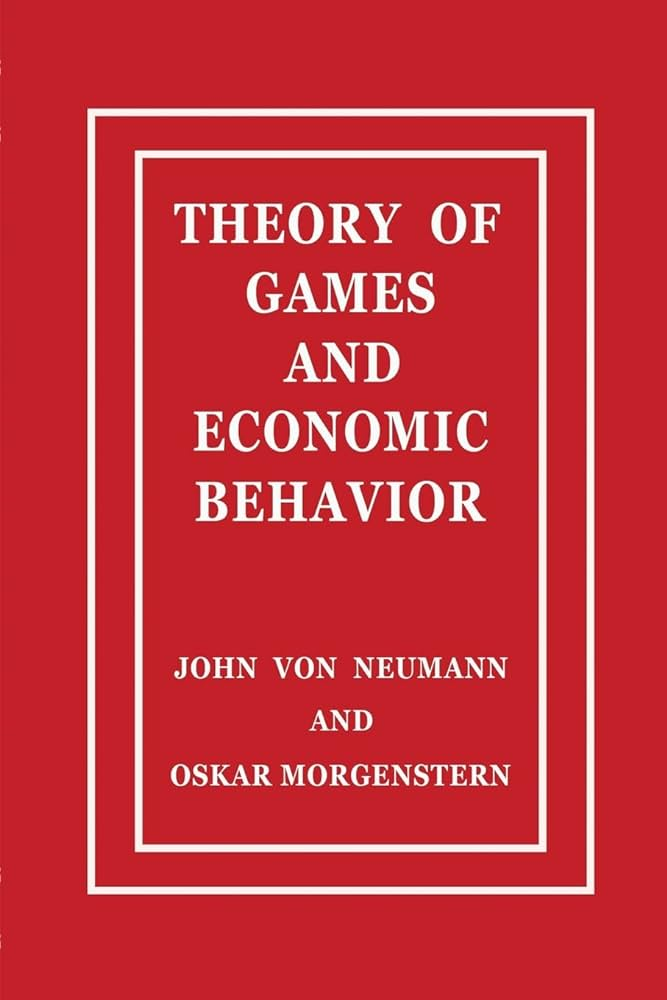 THEORY OF
GAMES
AND
ECONOMIC
BEHAVIOR
JOHN VON NEUMANN
AND
OSKAR MORGENSTERN